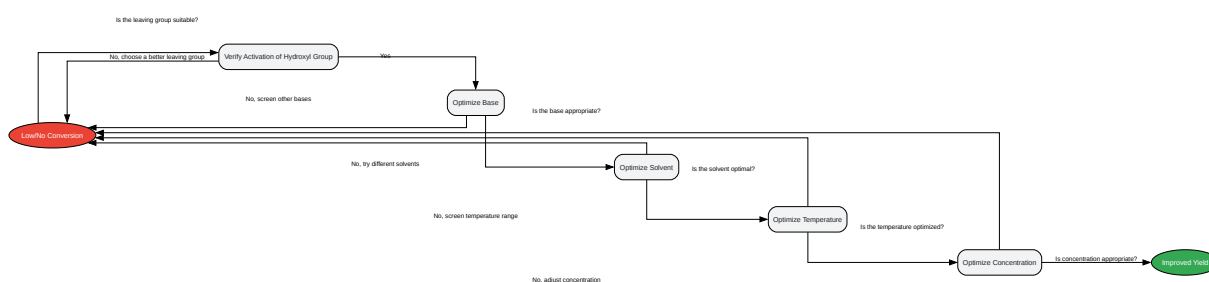 Is the leaving group suitable?
Verify Activation of Hydroxyl Group
No, choose a better leaving group
Yes
No, screen other bases
Optimize Base
Is the base appropriate?
Low/No Conversion
No, try different solvents
Optimize Solvent
Is the solvent optimal?
No, screen temperature range
Optimize Temperature
Is the temperature optimized?
Optimize Concentration
Is concentration appropriate?
Improved Yield
No, adjust concentration